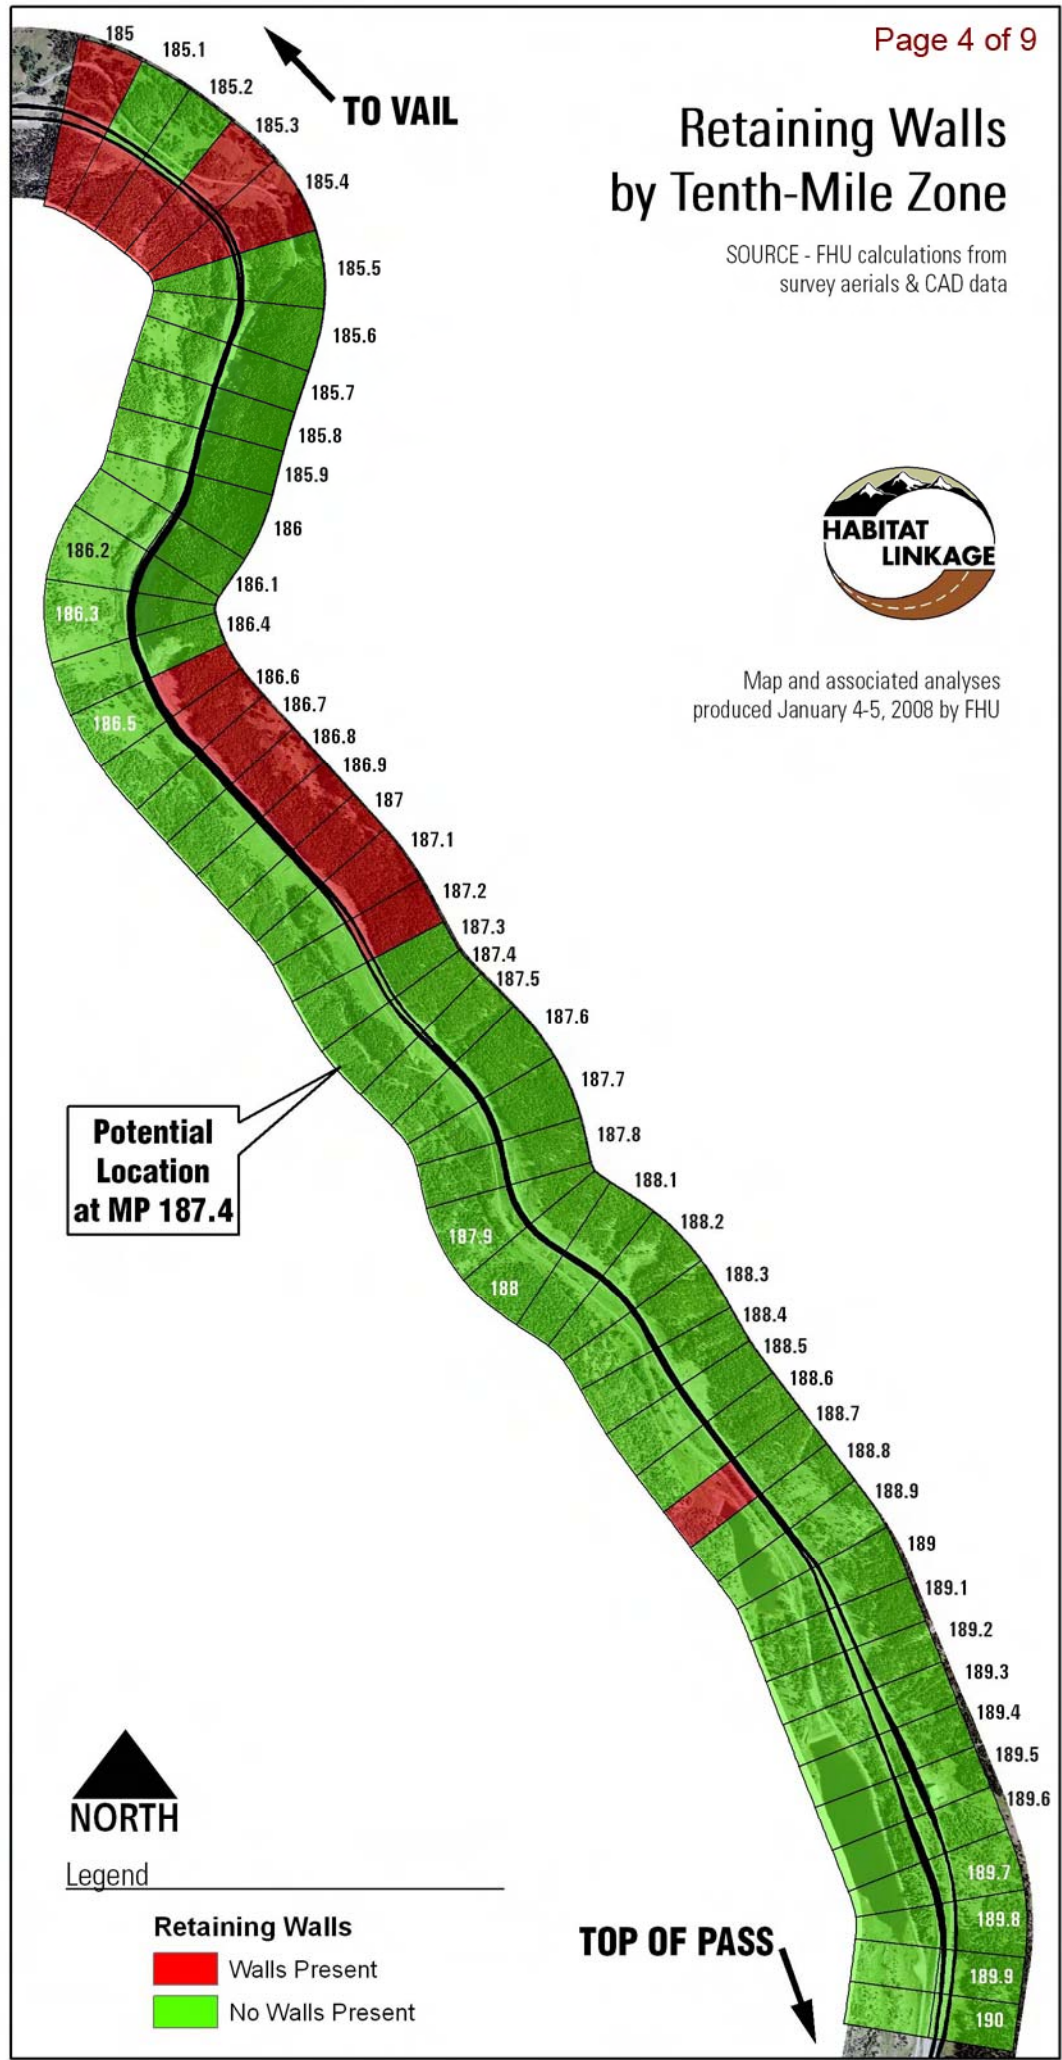 Page 4 of 9
Retaining Walls
by Tenth-Mile Zone
SOURCE - FHU calculations from
survey aerials & CAD data
TO VAIL
185
185.1
185.2
185.3
185.4
185.5
185.6
185.7
185.8
185.9
186
186.1
186.2
186.3
186.4
186.5
186.6
186.7
186.8
186.9
187
187.1
187.2
187.3
187.4
187.5
187.6
187.7
187.8
187.9
188
188.1
188.2
188.3
188.4
188.5
188.6
188.7
188.8
188.9
189
189.1
189.2
189.3
189.4
189.5
189.6
189.7
189.8
189.9
190
HABITAT
LINKAGE
Map and associated analyses
produced January 4-5, 2008 by FHU
Potential
Location
at MP 187.4
NORTH
Legend
Retaining Walls
Walls Present
No Walls Present
TOP OF PASS